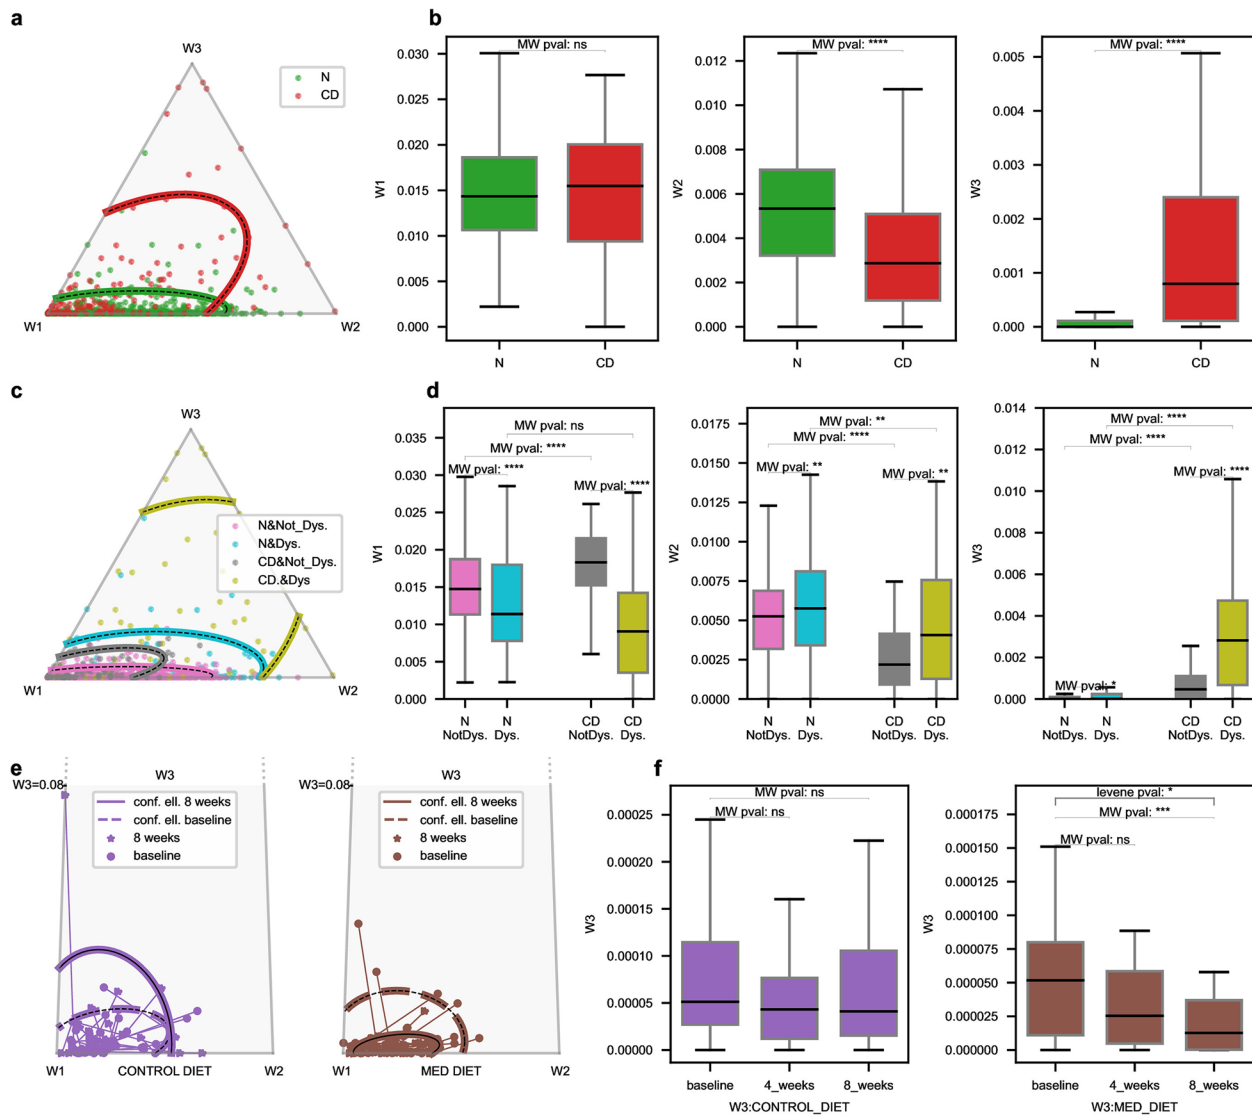 a
W3
N
CD
W1
W2
b
MW pval: ns
0.030
0.025
0.020
0.015
0.010
0.005
0.000
W1
N
CD
MW pval: ****
0.012
0.010
0.008
0.006
0.004
0.002
0.000
W2
N
CD
MW pval: ****
0.005
0.004
0.003
0.002
0.001
0.000
W3
N
CD
c
W3
N&Not_Dys.
N&Dys.
CD&Not_Dys.
CD.&Dys
W1
W2
d
MW pval: ns
MW pval: ****
MW pval: ****
MW pval: ****
0.035
0.030
0.025
0.020
0.015
0.010
0.005
0.000
W1
N
NotDys.
N
Dys.
CD
NotDys.
CD
Dys.
MW pval: **
MW pval: ****
MW pval: **
MW pval: **
0.0175
0.0150
0.0125
0.0100
0.0075
0.0050
0.0025
0.0000
W2
N
NotDys.
N
Dys.
CD
NotDys.
CD
Dys.
MW pval: ****
MW pval: ****
MW pval: ****
MW pval: *
0.014
0.012
0.010
0.008
0.006
0.004
0.002
0.000
W3
N
NotDys.
N
Dys.
CD
NotDys.
CD
Dys.
e
W3
W3=0.08
conf. ell. 8 weeks
conf. ell. baseline
8 weeks
baseline
W1
CONTROL DIET
W2
W3
W3=0.08
conf. ell. 8 weeks
conf. ell. baseline
8 weeks
baseline
W1
MED DIET
W2
f
MW pval: ns
MW pval: ns
0.00025
0.00020
0.00015
0.00010
0.00005
0.00000
W3
baseline
4_weeks
8_weeks
W3:CONTROL_DIET
levene pval: *
MW pval: ***
MW pval: ns
0.000175
0.000150
0.000125
0.000100
0.000075
0.000050
0.000025
0.000000
W3
baseline
4_weeks
8_weeks
W3:MED_DIET